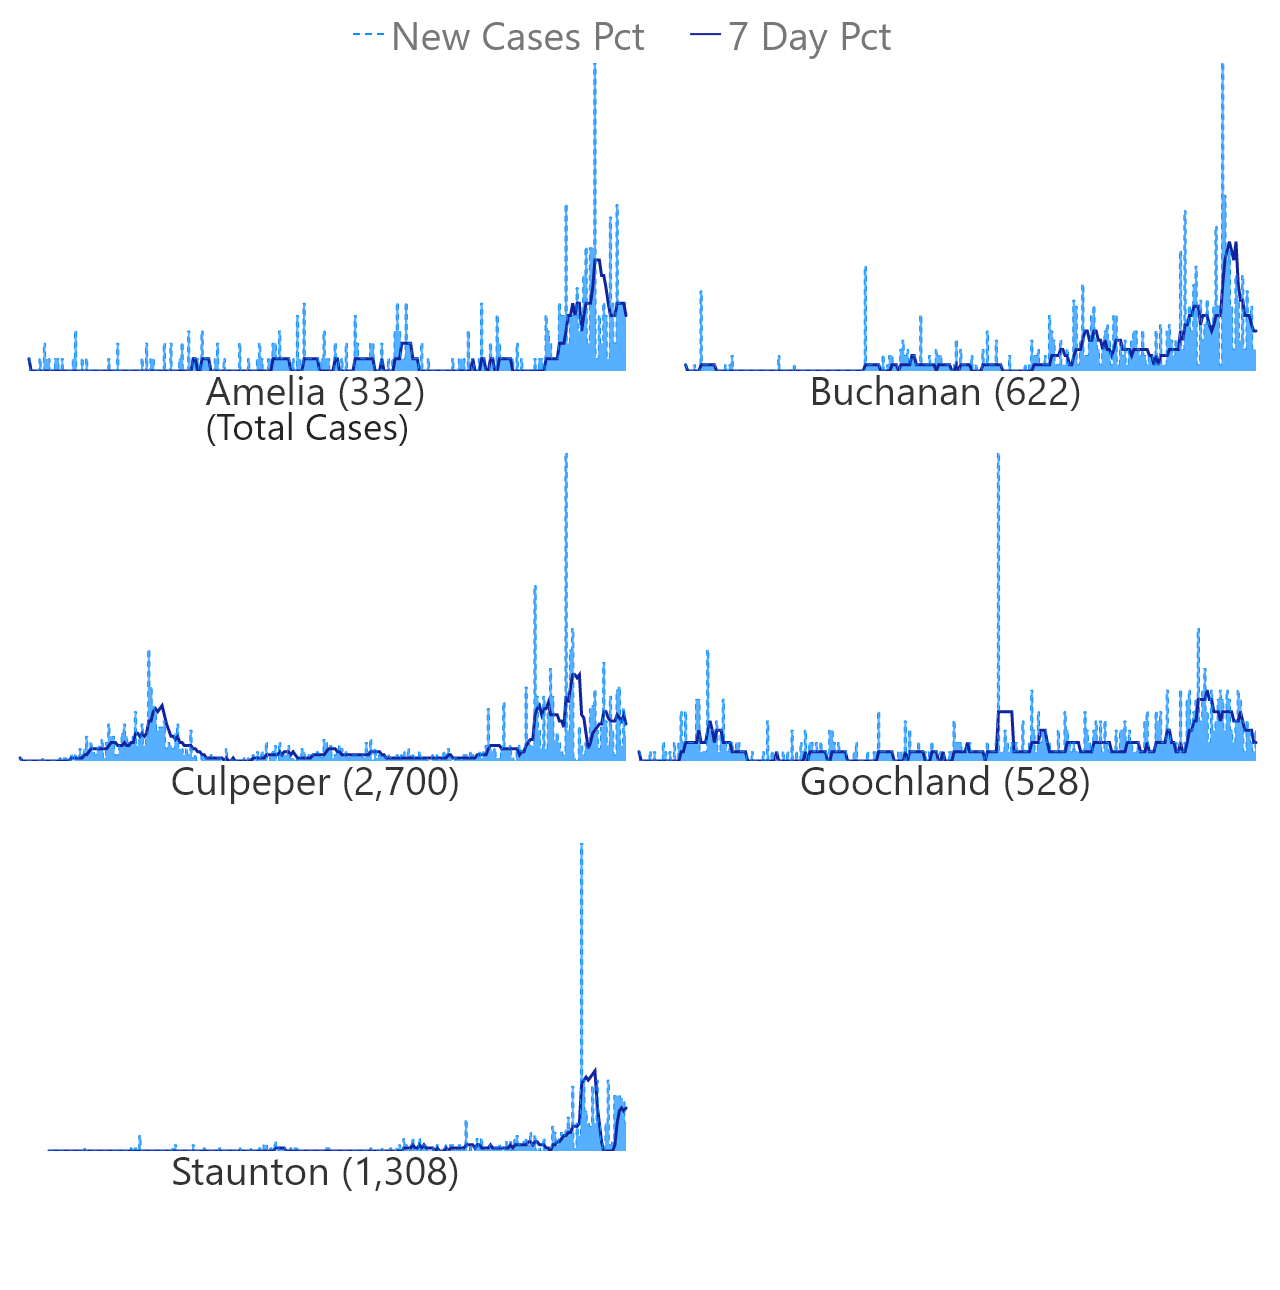 New Cases Pct 7 Day Pct
Amelia (332) Buchanan (622)
(Total Cases)
Culpeper (2,700) Goochland (528)
Staunton (1,308)